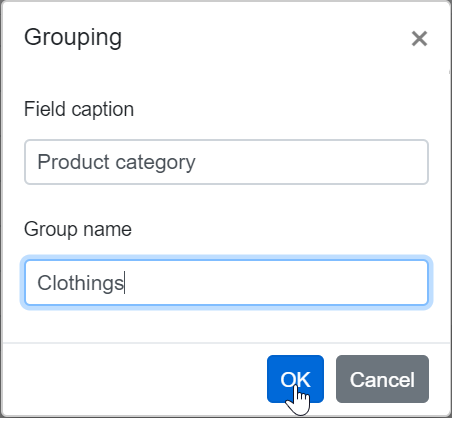 Grouping
×
Field caption
Product category
Group name
Clothings
OK Cancel